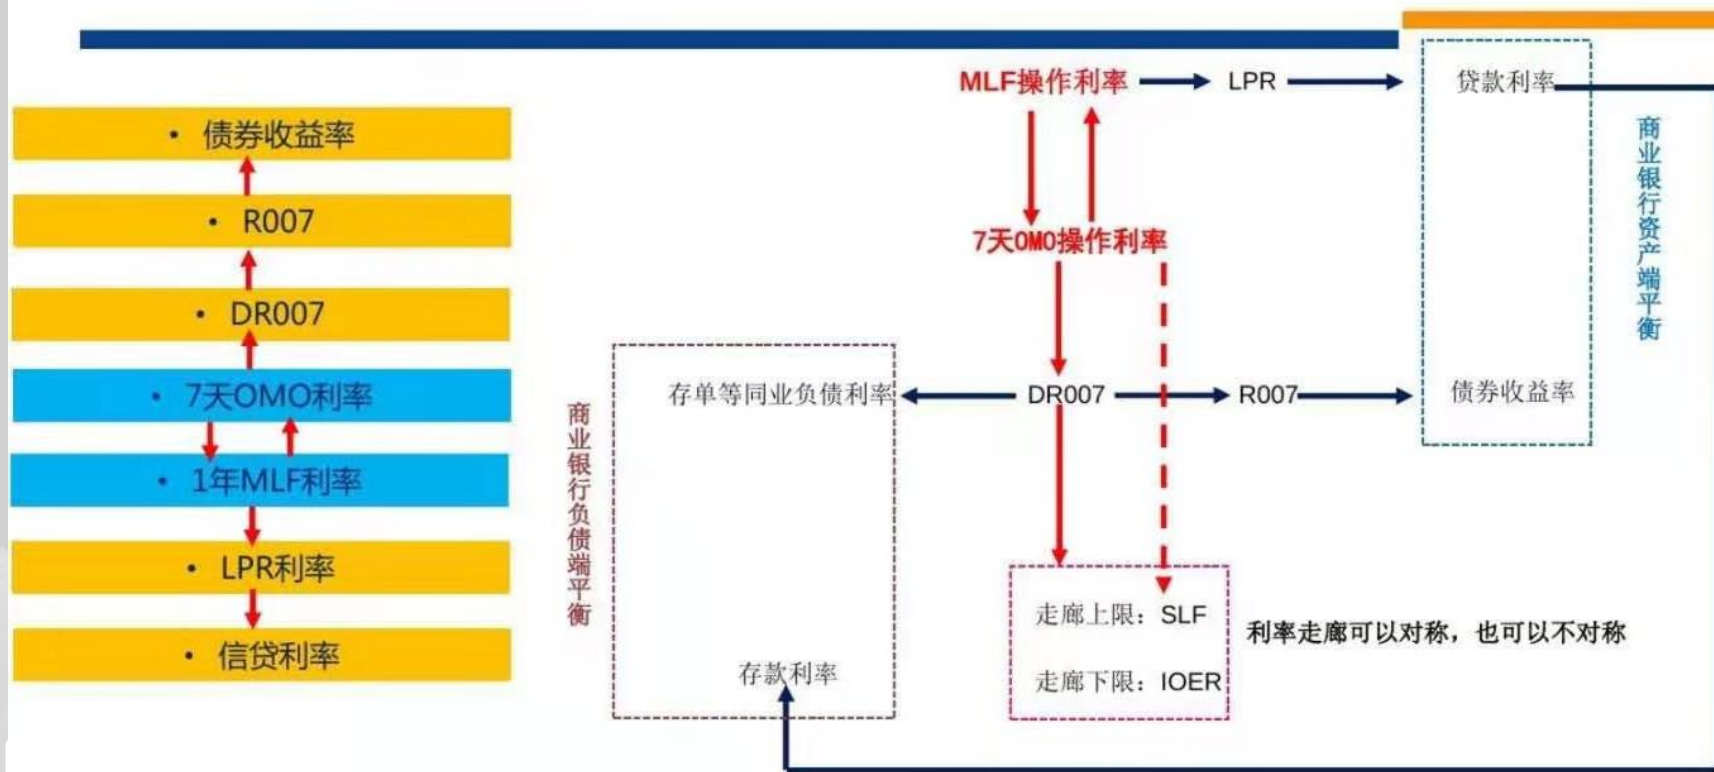 • 债券收益率
• R007
• DR007
• 7天OMO利率
• 1年MLF利率
• LPR利率
• 信贷利率
MLF操作利率
LPR
贷款利率
7天OMO操作利率
存单等同业负债利率
DR007
R007
债券收益率
商业银行资产端平衡
商业银行负债端平衡
存款利率
走廊上限：SLF
走廊下限：IOER
利率走廊可以对称，也可以不对称